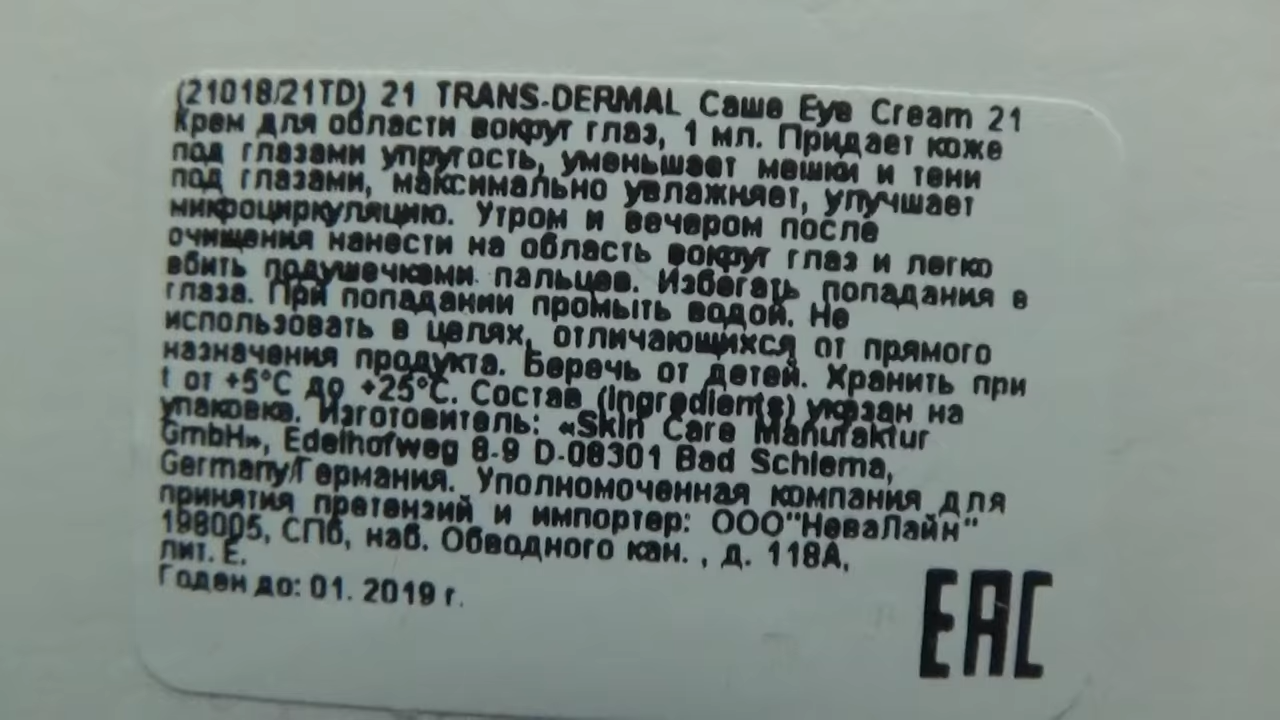 (21018/21TD) 21 TRANS-DERMAL Саше Eye Cream 21
Крем для области вокруг глаз, 1 мл. Придает коже
под глазами упругость, уменьшает мешки и тени
под глазами, максимально увлажняет, улучшает
микроциркуляцию. Утром и вечером после
очищения нанести на область вокруг глаз и легко
вбить подушечками пальцев. Избегать попадания в
глаза. При попадании промыть водой. Не
использовать в целях, отличающихся от прямого
назначения продукта. Беречь от детей. Хранить при
t от +5°C до +25°C. Состав (Ingredients) указан на
упаковке. Изготовитель: «Skin Care Manufaktur
GmbH», Edelhofweg 8-9 D-08301 Bad Schlema,
Germany/Германия. Уполномоченная компания для
принятия претензий и импортер: ООО"НеваЛайн"
198005, СПб, наб. Обводного кан. , д. 118А,
лит. Е.
Годен до: 01. 2019 г.
EAC